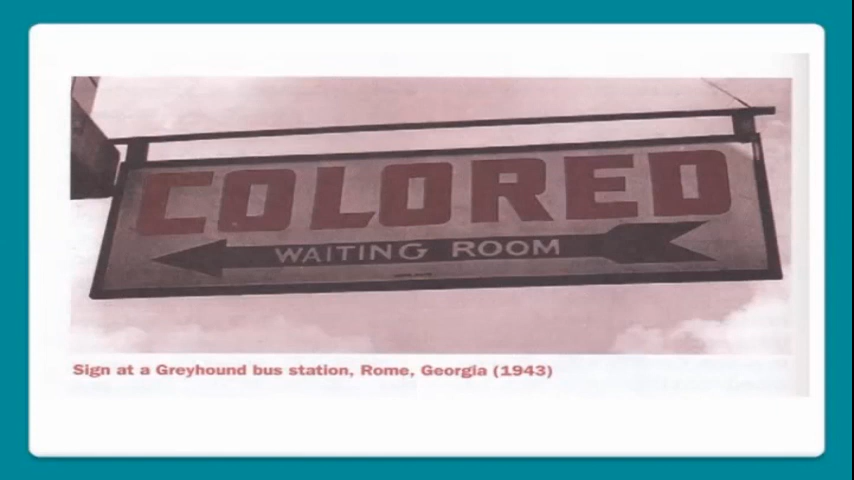 COLORED
WAITING ROOM
Sign at a Greyhound bus station, Rome, Georgia (1943)